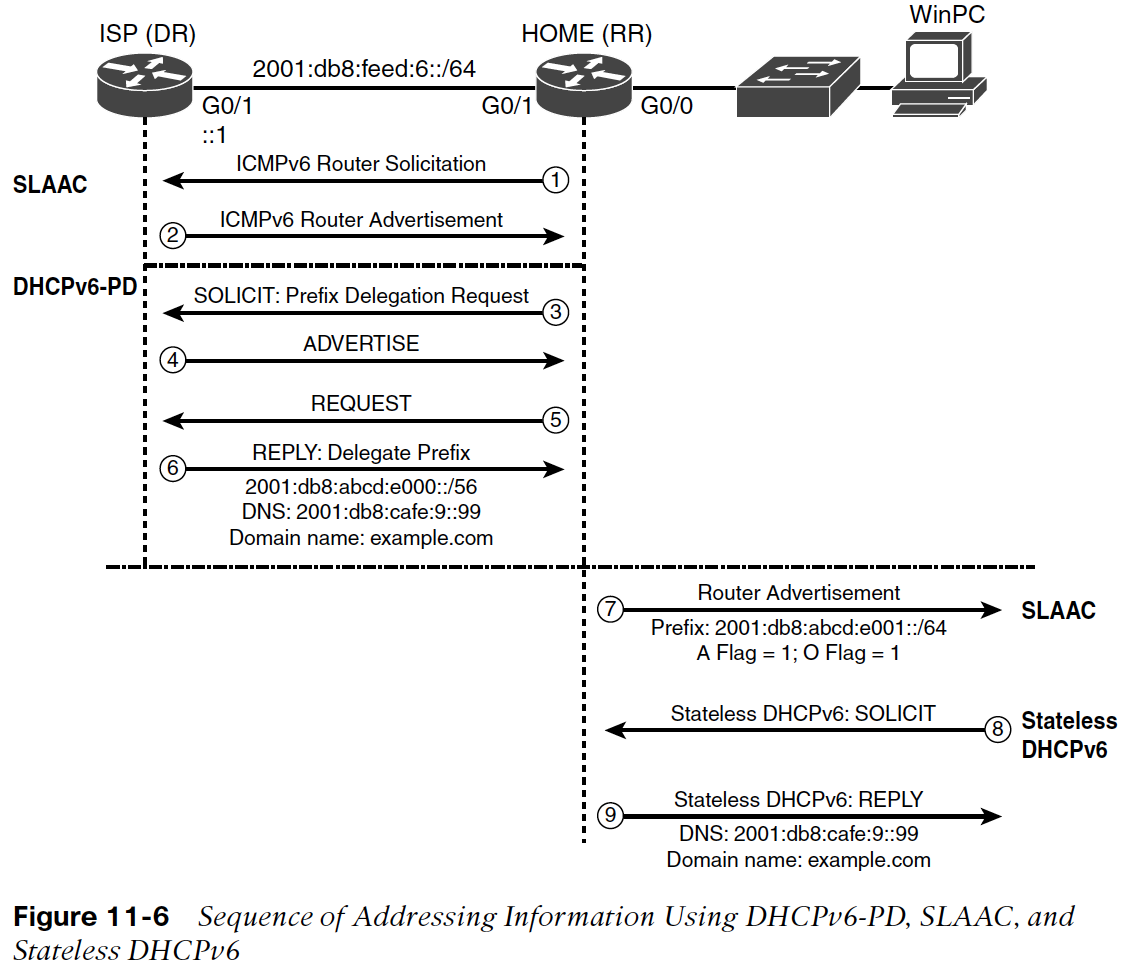 ISP (DR)
HOME (RR)
WinPC
2001:db8:feed:6::/64
G0/1
G0/1
G0/0
::1
ICMPv6 Router Solicitation
SLAAC
1
ICMPv6 Router Advertisement
2
DHCPv6-PD
SOLICIT: Prefix Delegation Request
3
ADVERTISE
4
REQUEST
5
REPLY: Delegate Prefix
6
2001:db8:abcd:e000::/56
DNS: 2001:db8:cafe:9::99
Domain name: example.com
Router Advertisement
7
SLAAC
Prefix: 2001:db8:abcd:e001::/64
A Flag = 1; O Flag = 1
Stateless DHCPv6: SOLICIT
8
Stateless
DHCPv6
Stateless DHCPv6: REPLY
9
DNS: 2001:db8:cafe:9::99
Domain name: example.com
Figure 11-6 Sequence of Addressing Information Using DHCPv6-PD, SLAAC, and
Stateless DHCPv6